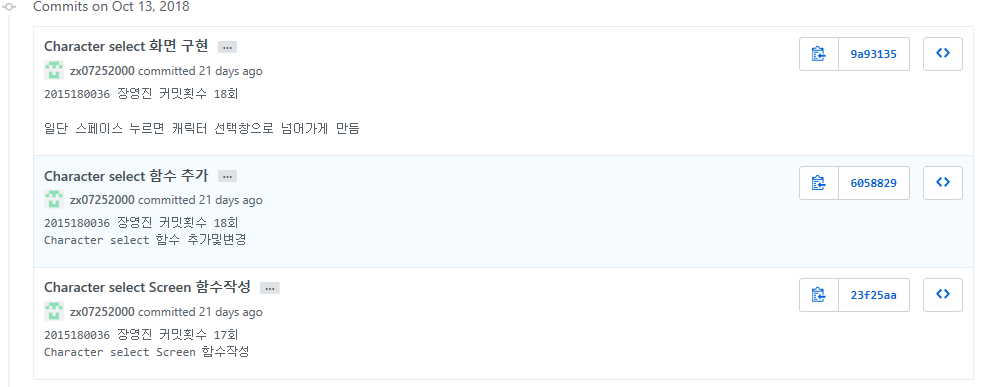 Commits on Oct 13, 2018
Character select 화면 구현 ...
zx07252000 committed 21 days ago
9a93135
2015180036 장영진 커밋횟수 18회
일단 스페이스 누르면 캐릭터 선택창으로 넘어가게 만듬
Character select 함수 추가 ...
zx07252000 committed 21 days ago
6058829
2015180036 장영진 커밋횟수 18회
Character select 함수 추가및변경
Character select Screen 함수작성 ...
zx07252000 committed 21 days ago
23f25aa
2015180036 장영진 커밋횟수 17회
Character select Screen 함수작성